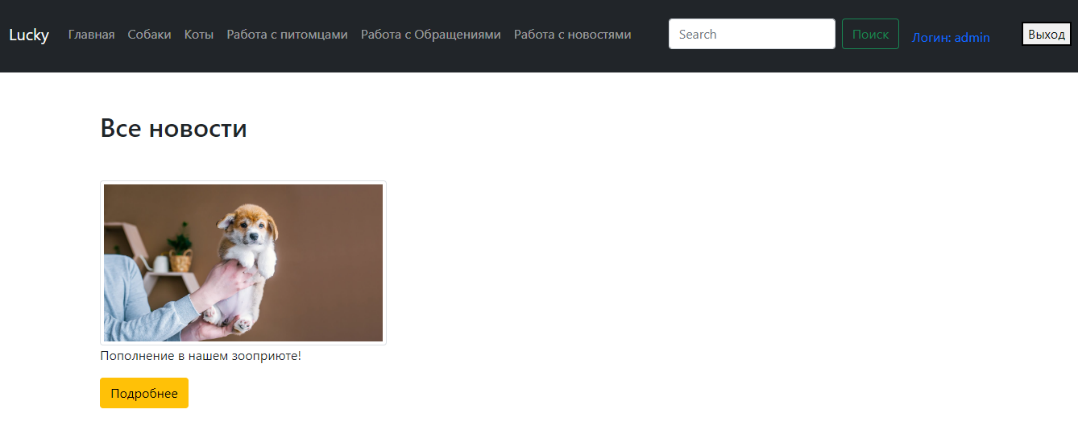 Lucky Главная Собаки Коты Работа с питомцами Работа с Обращениями Работа с новостями Search Поиск Логин: admin Выход
Все новости
Пополнение в нашем зооприюте!
Подробнее